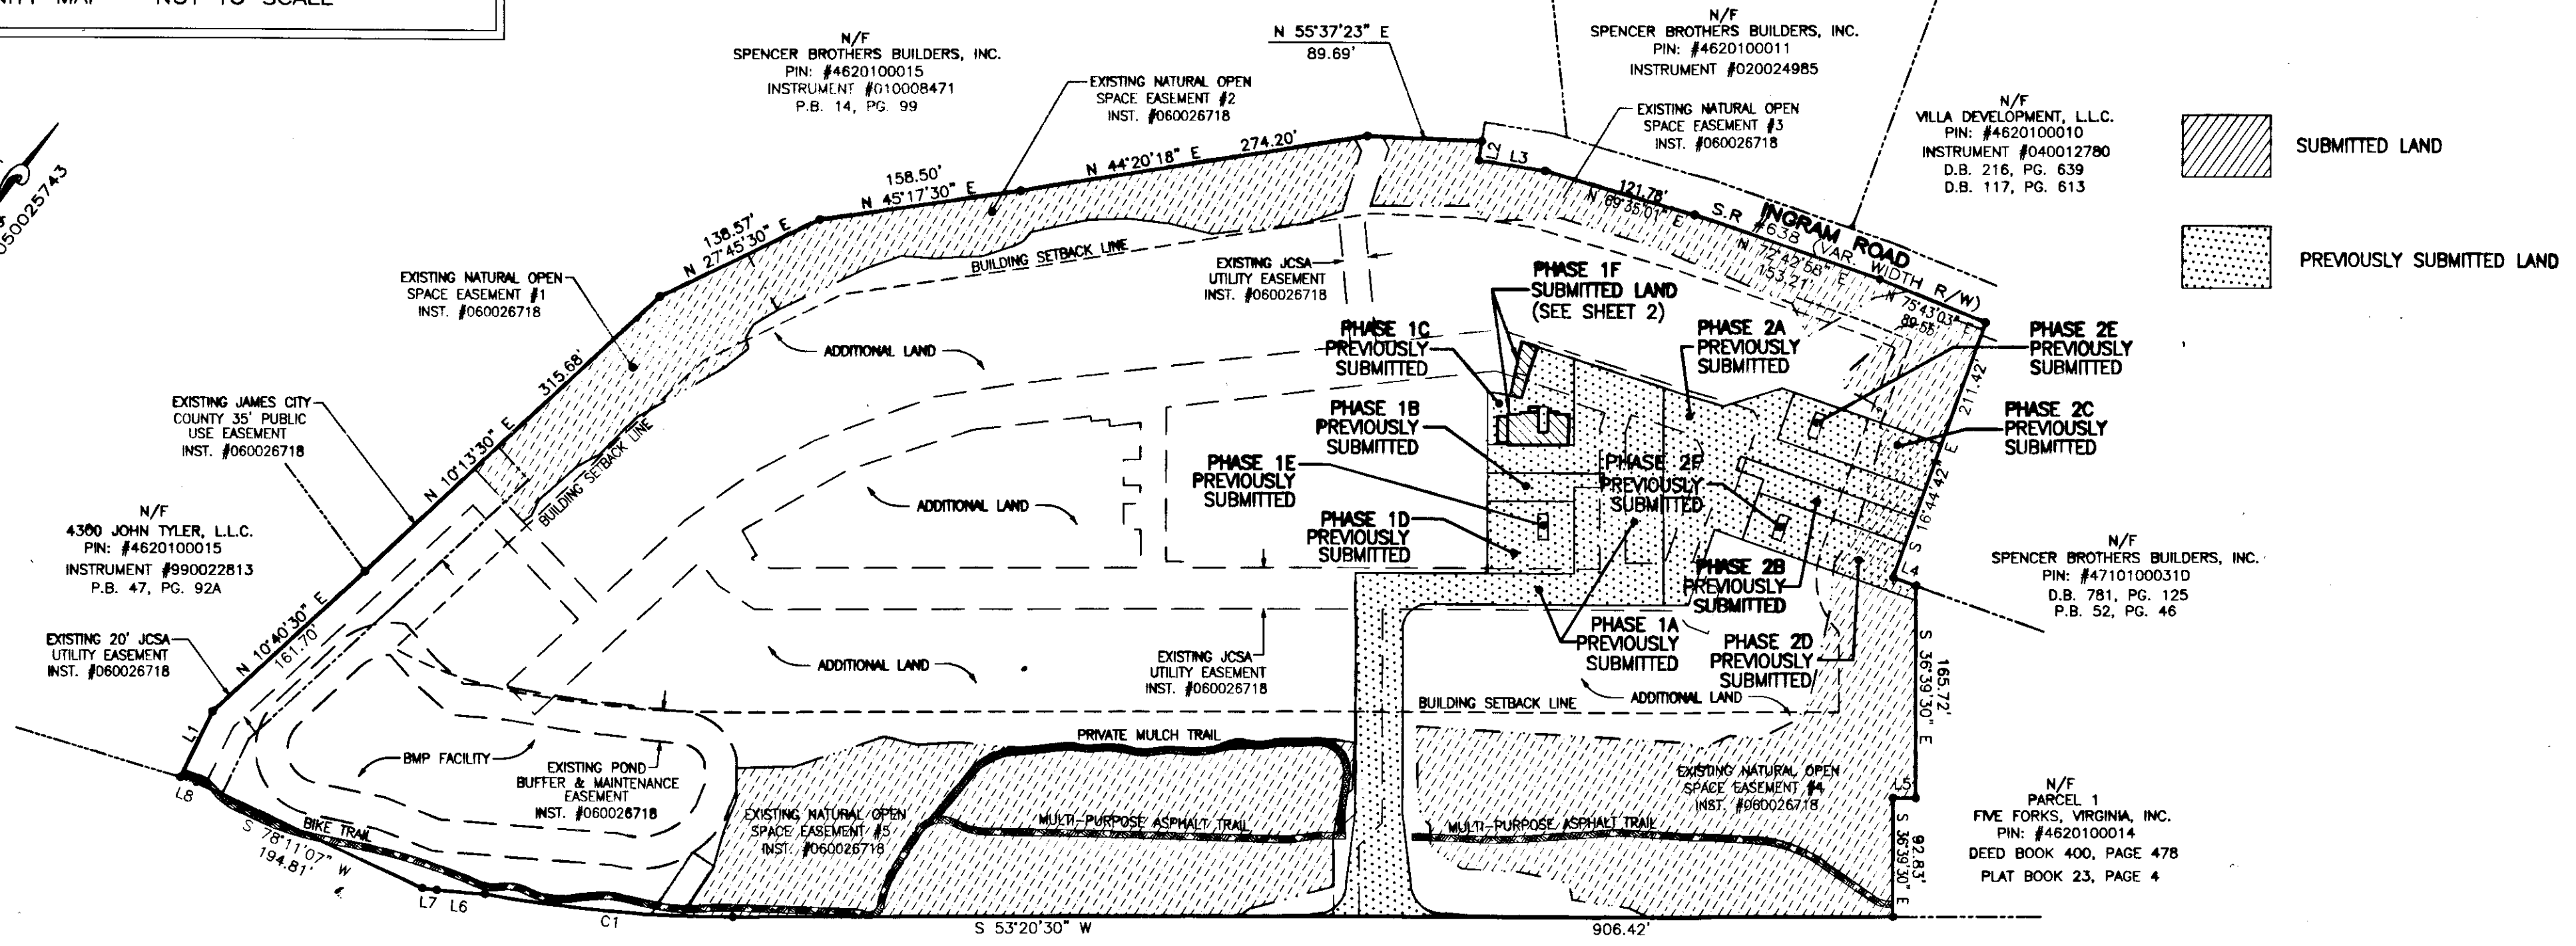 MAP NOT TO SCALE
N/F
SPENCER BROTHERS BUILDERS, INC.
PIN: #4620100015
INSTRUMENT #010008471
P.B. 14, PG. 99
EXISTING NATURAL OPEN
SPACE EASEMENT #2
INST. #060026718
N 55°37'23" E
89.69'
N/F
SPENCER BROTHERS BUILDERS, INC.
PIN: #4620100011
INSTRUMENT #020024985
EXISTING NATURAL OPEN
SPACE EASEMENT #3
INST. #060026718
N/F
VILLA DEVELOPMENT, L.L.C.
PIN: #4620100010
INSTRUMENT #040012780
D.B. 216, PG. 639
D.B. 117, PG. 613
SUBMITTED LAND
PREVIOUSLY SUBMITTED LAND
274.20'
N 44°20'18" E
158.50'
N 45°17'30" E
138.57'
N 27°45'30" E
L2
L3
121.78'
N 69°35'01" E
S.R. #638 (VAR. WIDTH R/W)
INGRAM ROAD
N 72°42'58" E
153.21'
N 75°43'03" E
89.55'
BUILDING SETBACK LINE
EXISTING NATURAL OPEN
SPACE EASEMENT #1
INST. #060026718
EXISTING JCSA
UTILITY EASEMENT
INST. #060026718
PHASE 1F
SUBMITTED LAND
(SEE SHEET 2)
PHASE 1C
PREVIOUSLY
SUBMITTED
PHASE 2A
PREVIOUSLY
SUBMITTED
PHASE 2E
PREVIOUSLY
SUBMITTED
ADDITIONAL LAND
315.68'
N 10°13'30" E
211.42'
S 16°44'42" E
EXISTING JAMES CITY
COUNTY 35' PUBLIC
USE EASEMENT
INST. #060026718
BUILDING SETBACK LINE
PHASE 1B
PREVIOUSLY
SUBMITTED
PHASE 2C
PREVIOUSLY
SUBMITTED
PHASE 1E
PREVIOUSLY
SUBMITTED
PHASE 2F
PREVIOUSLY
SUBMITTED
ADDITIONAL LAND
PHASE 1D
PREVIOUSLY
SUBMITTED
N/F
4300 JOHN TYLER, L.L.C.
PIN: #4620100015
INSTRUMENT #990022813
P.B. 47, PG. 92A
N/F
SPENCER BROTHERS BUILDERS, INC.
PIN: #4710100031D
D.B. 781, PG. 125
P.B. 52, PG. 46
L4
PHASE 2B
PREVIOUSLY
SUBMITTED
N 10°40'30" E
161.70'
EXISTING 20' JCSA
UTILITY EASEMENT
INST. #060026718
PHASE 1A
PREVIOUSLY
SUBMITTED
PHASE 2D
PREVIOUSLY
SUBMITTED
ADDITIONAL LAND
EXISTING JCSA
UTILITY EASEMENT
INST. #060026718
165.72'
S 36°39'30" E
BUILDING SETBACK LINE
ADDITIONAL LAND
L1
PRIVATE MULCH TRAIL
BMP FACILITY
EXISTING POND
BUFFER & MAINTENANCE
EASEMENT
INST. #060026718
EXISTING NATURAL OPEN
SPACE EASEMENT #4
INST. #060026718
L5
EXISTING NATURAL OPEN
SPACE EASEMENT #5
INST. #060026718
MULTI-PURPOSE ASPHALT TRAIL
MULTI-PURPOSE ASPHALT TRAIL
N/F
PARCEL 1
FIVE FORKS, VIRGINIA, INC.
PIN: #4620100014
DEED BOOK 400, PAGE 478
PLAT BOOK 23, PAGE 4
92.83'
S 36°39'30" E
L8
BIKE TRAIL
S 78°11'07" W
194.81'
L7
L6
C1
S 53°20'30" W
906.42'